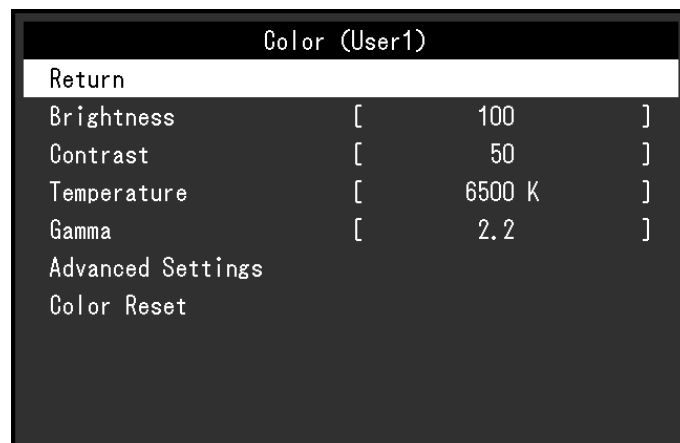 Color (User1)
Return
Brightness [ 100 ]
Contrast [ 50 ]
Temperature [ 6500 K ]
Gamma [ 2.2 ]
Advanced Settings
Color Reset